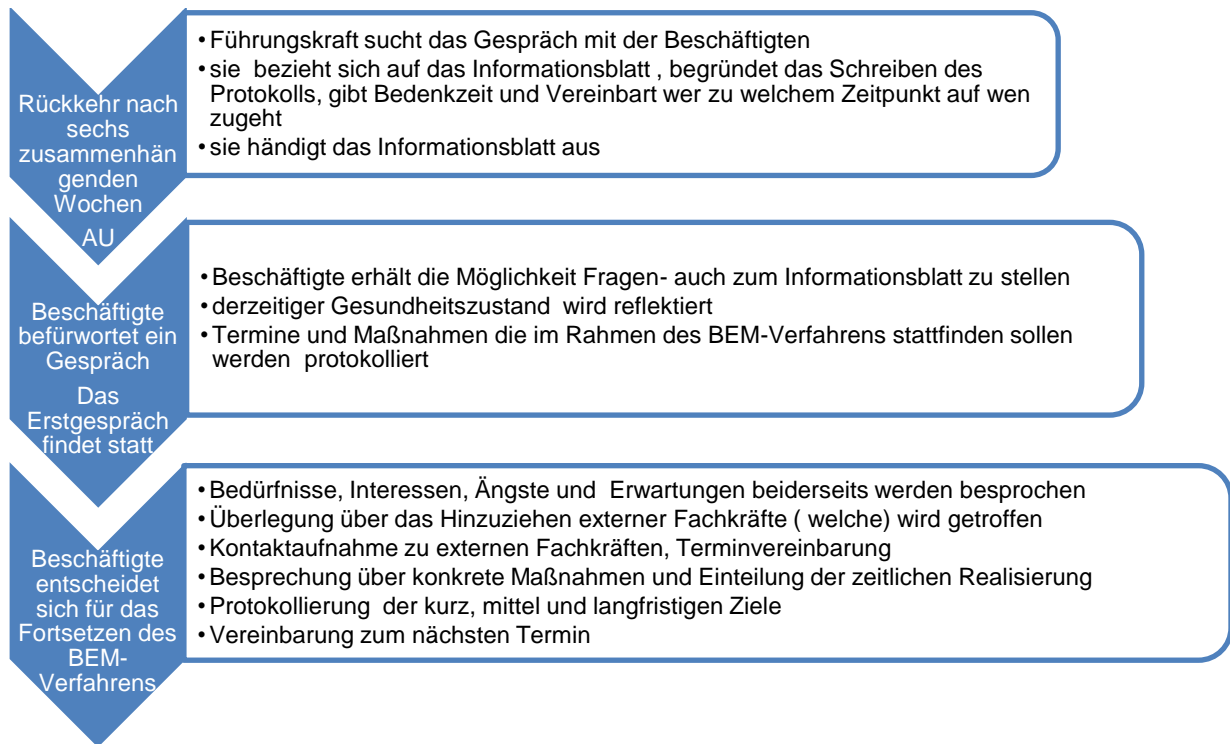 Rückkehr nach
sechs
zusammenhän
genden
Wochen
AU
• Führungskraft sucht das Gespräch mit der Beschäftigten
• sie bezieht sich auf das Informationsblatt , begründet das Schreiben des
Protokolls, gibt Bedenkzeit und Vereinbart wer zu welchem Zeitpunkt auf wen
zugeht
• sie händigt das Informationsblatt aus
Beschäftigte
befürwortet ein
Gespräch
Das
Erstgespräch
findet statt
• Beschäftigte erhält die Möglichkeit Fragen- auch zum Informationsblatt zu stellen
• derzeitiger Gesundheitszustand wird reflektiert
• Termine und Maßnahmen die im Rahmen des BEM-Verfahrens stattfinden sollen
werden protokolliert
Beschäftigte
entscheidet
sich für das
Fortsetzen des
BEM-
Verfahrens
• Bedürfnisse, Interessen, Ängste und Erwartungen beiderseits werden besprochen
• Überlegung über das Hinzuziehen externer Fachkräfte ( welche) wird getroffen
• Kontaktaufnahme zu externen Fachkräften, Terminvereinbarung
• Besprechung über konkrete Maßnahmen und Einteilung der zeitlichen Realisierung
• Protokollierung der kurz, mittel und langfristigen Ziele
• Vereinbarung zum nächsten Termin